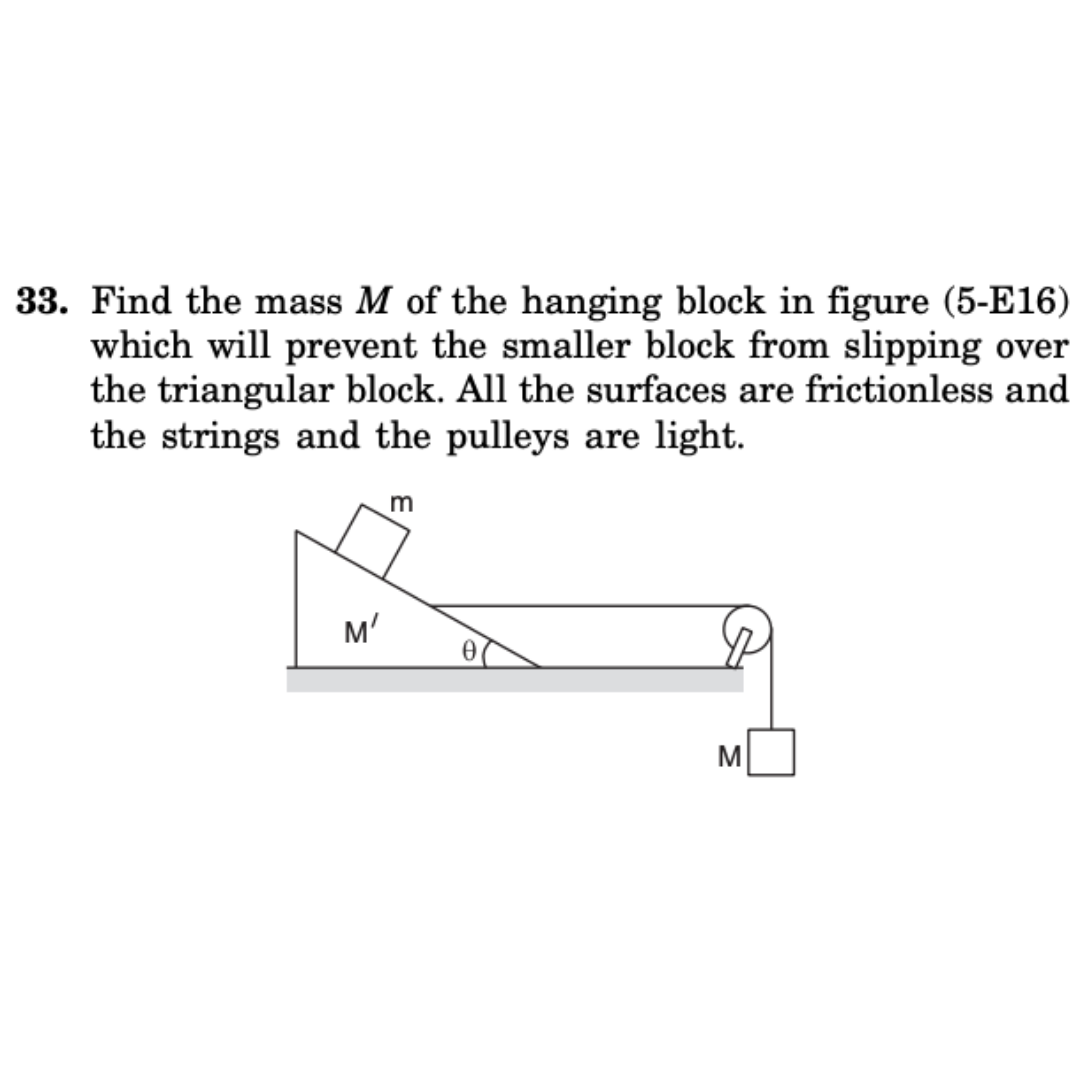 33. Find the mass M of the hanging block in figure (5-E16)
which will prevent the smaller block from slipping over
the triangular block. All the surfaces are frictionless and
the strings and the pulleys are light.
m
M′
θ
M